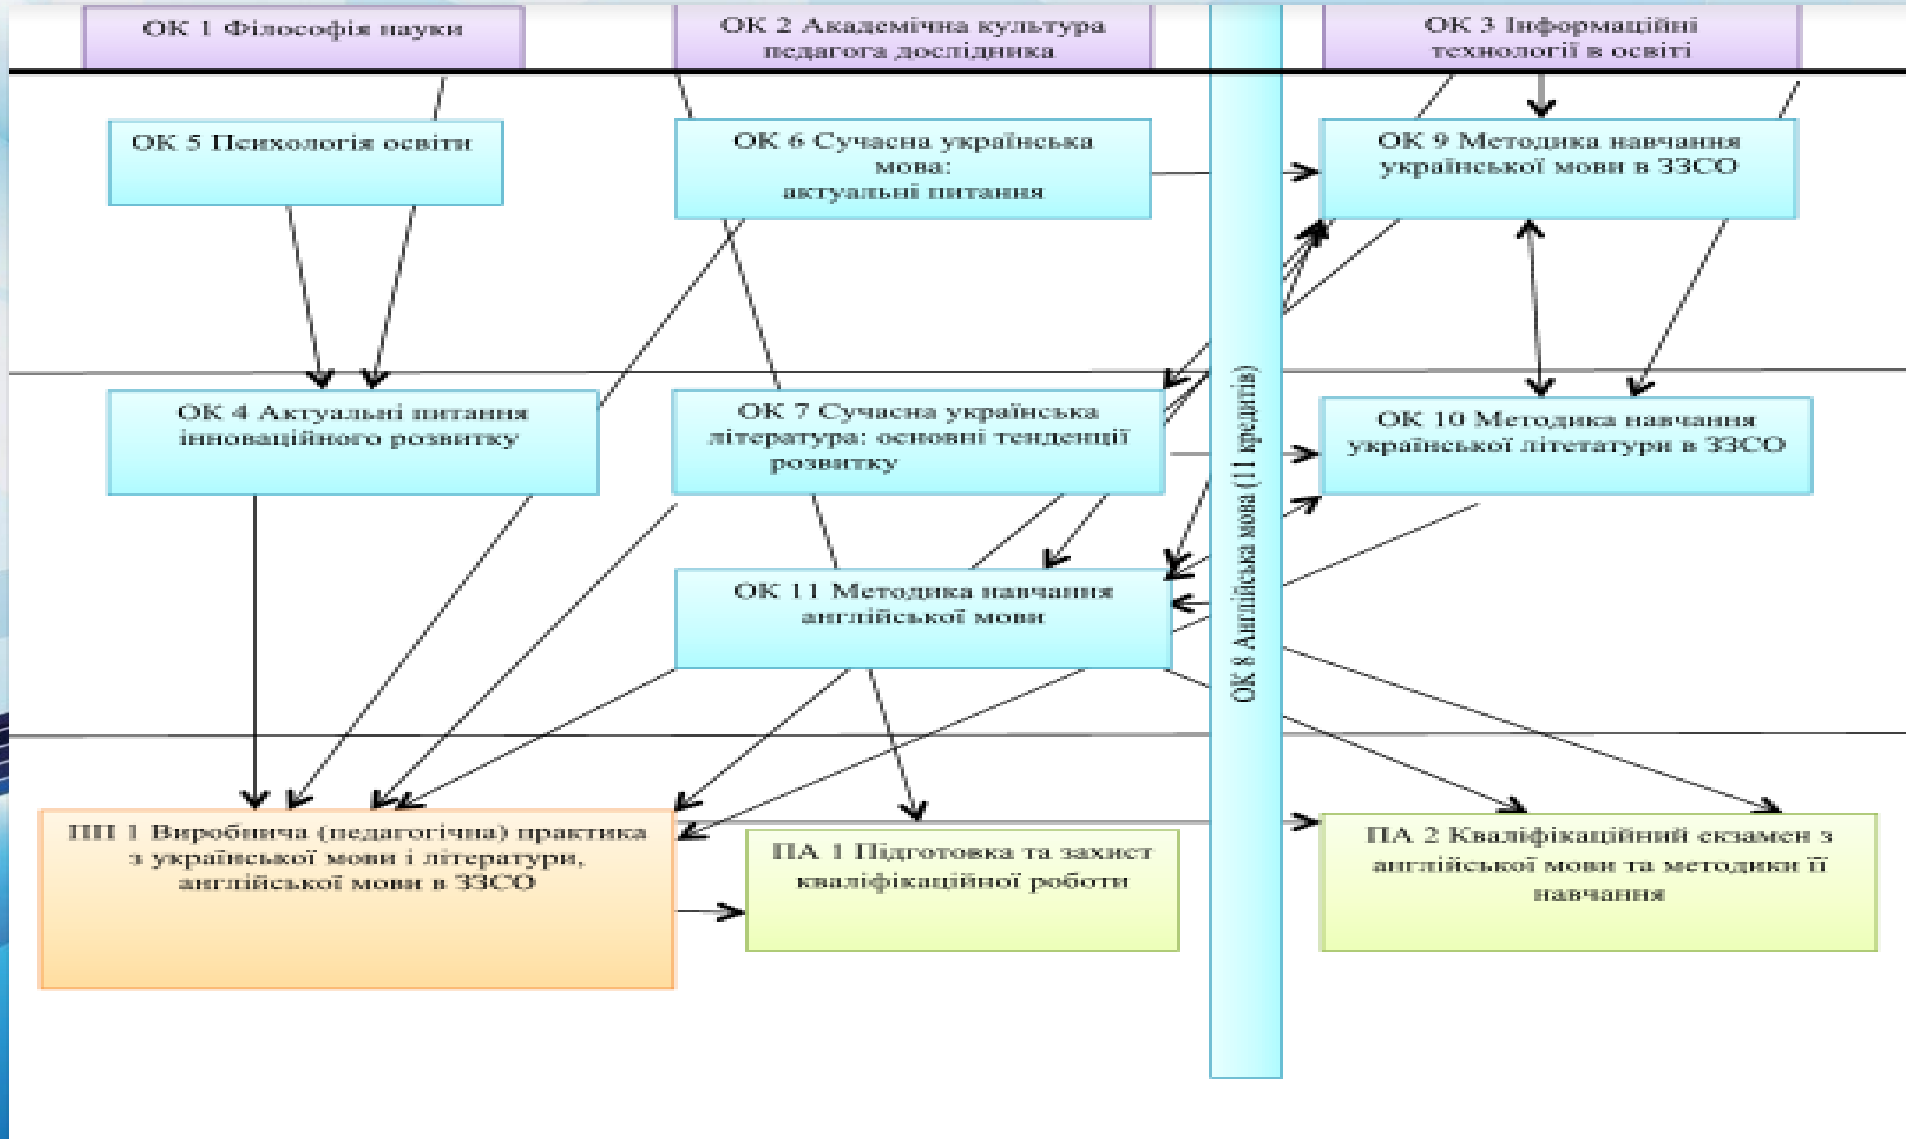 ОК 1 Філософія науки
ОК 2 Академічна культура
педагога дослідника
ОК 3 Інформаційні
технології в освіті
ОК 5 Психологія освіти
ОК 6 Сучасна українська
мова:
актуальні питання
ОК 9 Методика навчання
української мови в ЗЗСО
ОК 4 Актуальні питання
інноваційного розвитку
ОК 7 Сучасна українська
література: основні тенденції
розвитку
ОК 8 Англійська мова (11 кредитів)
ОК 10 Методика навчання
української літетатури в ЗЗСО
ОК 11 Методика навчання
англійської мови
ПП 1 Виробнича (педагогічна) практика
з української мови і літератури,
англійської мови в ЗЗСО
ПА 1 Підготовка та захист
кваліфікаційної роботи
ПА 2 Кваліфікаційний екзамен з
англійської мови та методики її
навчання